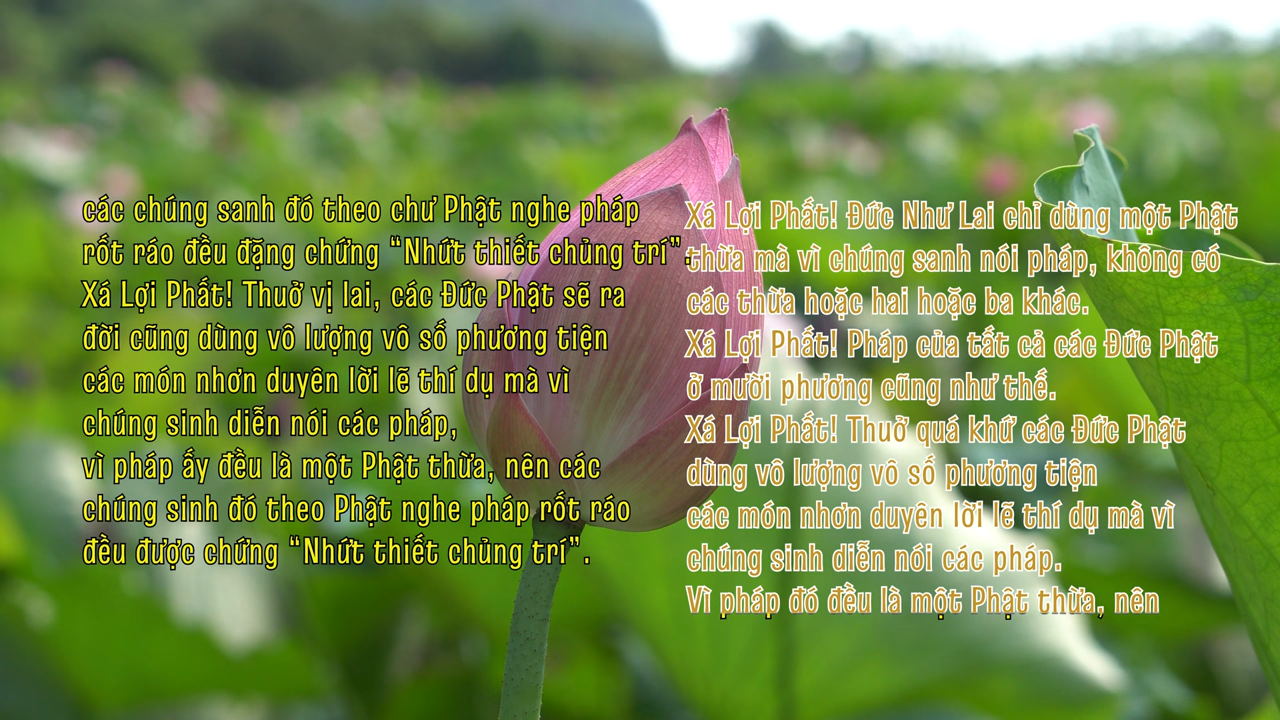 các chúng sanh đó theo chư Phật nghe pháp
rốt ráo đều đặng chứng “Nhứt thiết chủng trí”.
Xá Lợi Phất! Thuở vị lai, các Đức Phật sẽ ra
đời cũng dùng vô lượng vô số phương tiện
các món nhơn duyên lời lẽ thí dụ mà vì
chúng sinh diễn nói các pháp,
vì pháp ấy đều là một Phật thừa, nên các
chúng sinh đó theo Phật nghe pháp rốt ráo
đều được chứng “Nhứt thiết chủng trí”.
Xá Lợi Phất! Đức Như Lai chỉ dùng một Phật
thừa mà vì chúng sanh nói pháp, không có
các thừa hoặc hai hoặc ba khác.
Xá Lợi Phất! Pháp của tất cả các Đức Phật
ở mười phương cũng như thế.
Xá Lợi Phất! Thuở quá khứ các Đức Phật
dùng vô lượng vô số phương tiện
các món nhơn duyên lời lẽ thí dụ mà vì
chúng sinh diễn nói các pháp.
Vì pháp đó đều là một Phật thừa, nên